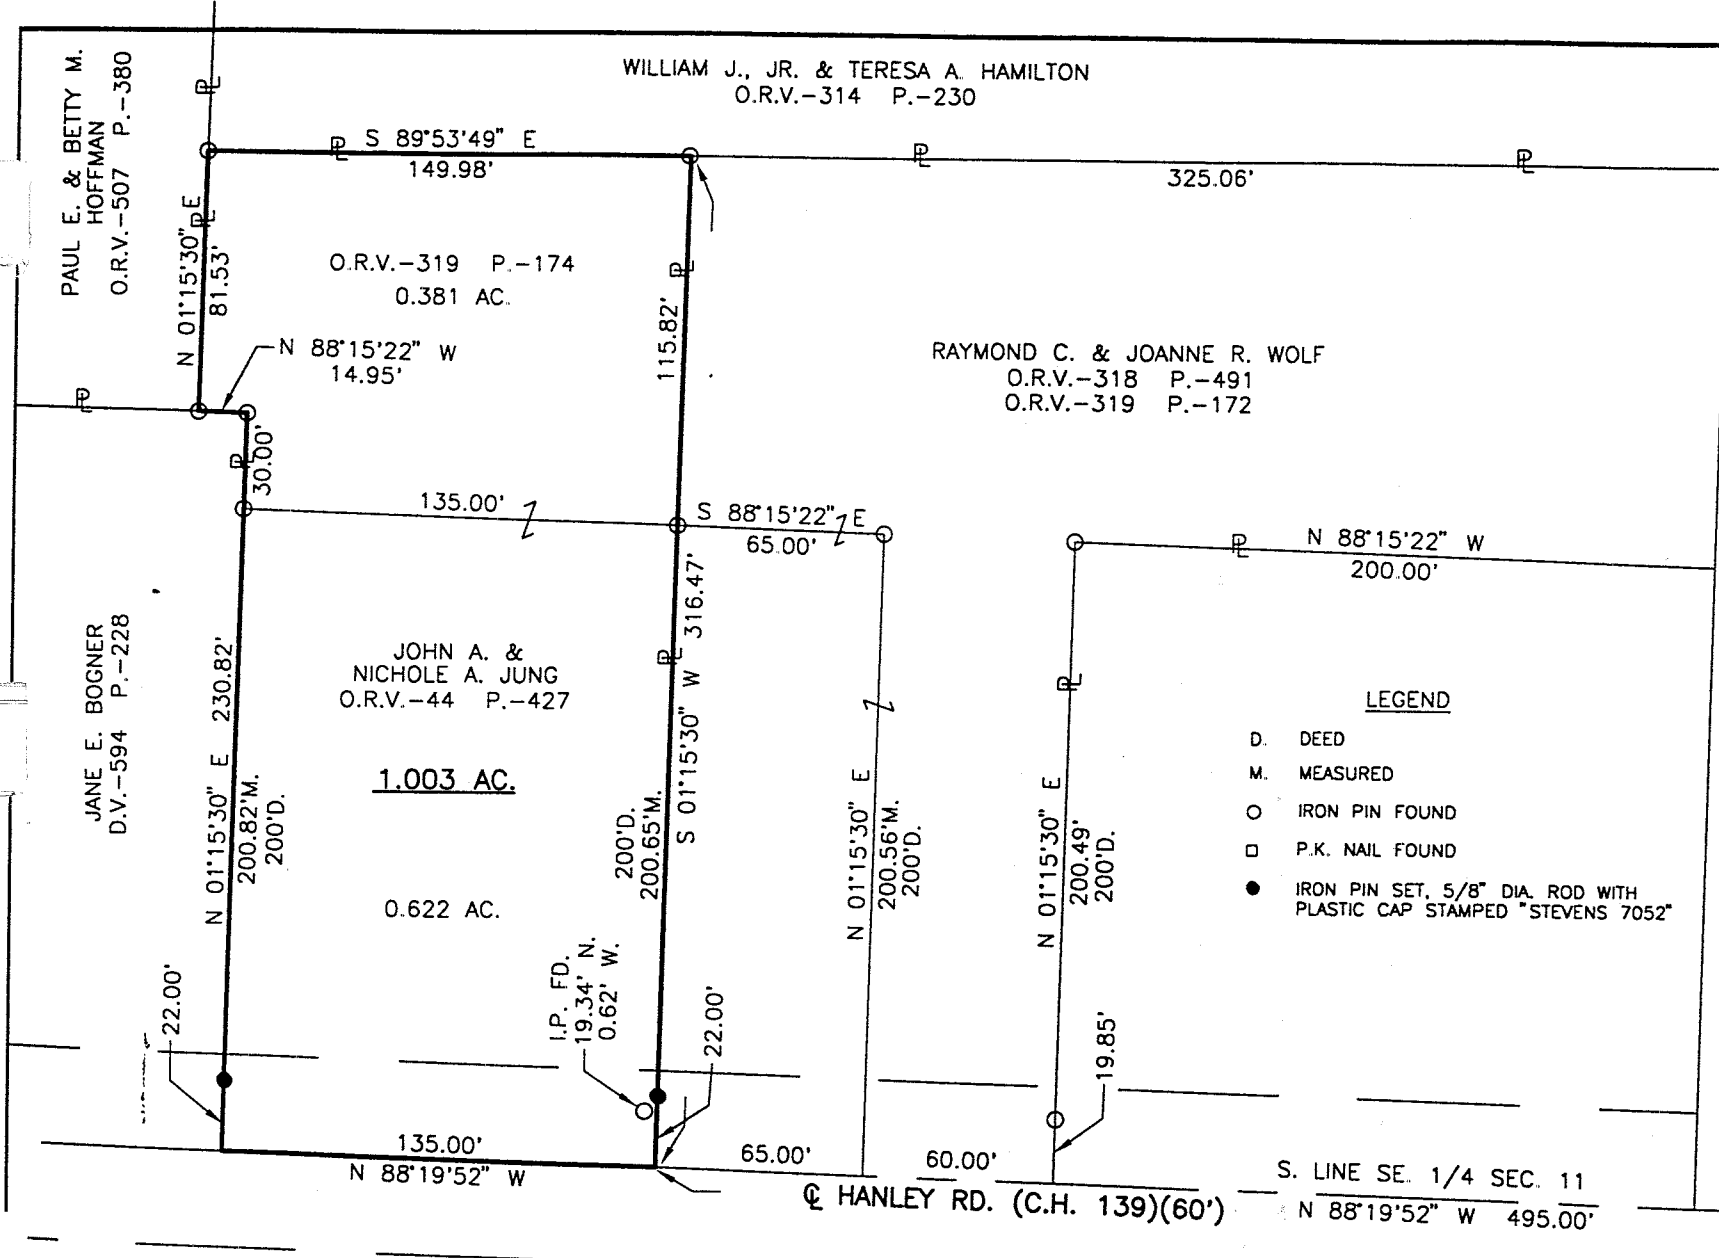 WILLIAM J., JR. & TERESA A. HAMILTON
O.R.V.-314 P.-230
PAUL E. & BETTY M.
HOFFMAN
O.R.V.-507 P.-380
S 89°53'49" E
149.98'
325.06'
N 01°15'30" E
81.53'
O.R.V.-319 P.-174
0.381 AC.
115.82'
N 88°15'22" W
14.95'
RAYMOND C. & JOANNE R. WOLF
O.R.V.-318 P.-491
O.R.V.-319 P.-172
30.00'
135.00'
S 88°15'22" E
65.00'
N 88°15'22" W
200.00'
JANE E. BOGNER
D.V.-594 P.-228
N 01°15'30" E 230.82'
200.82'M.
200'D.
JOHN A. &
NICHOLE A. JUNG
O.R.V.-44 P.-427
1.003 AC.
0.622 AC.
200'D.
200.65'M.
S 01°15'30" W 316.47'
N 01°15'30" E
200.56'M.
200'D.
N 01°15'30" E
200.49'
200'D.
LEGEND
D. DEED
M. MEASURED
IRON PIN FOUND
P.K. NAIL FOUND
IRON PIN SET, 5/8" DIA. ROD WITH
PLASTIC CAP STAMPED "STEVENS 7052"
22.00'
I.P. FD.
19.34' N.
0.62' W.
22.00'
19.85'
135.00'
N 88°19'52" W
65.00'
60.00'
S. LINE SE. 1/4 SEC. 11
℄ HANLEY RD. (C.H. 139)(60')
N 88°19'52" W 495.00'